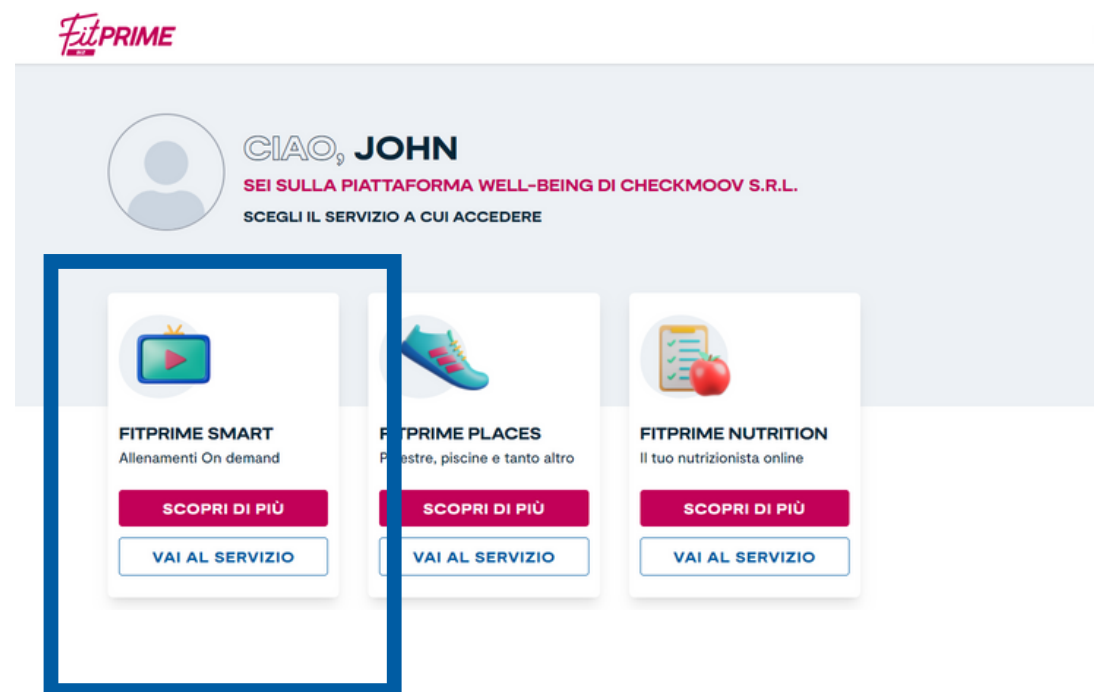 FitPRIME
BIZ
CIAO, JOHN
SEI SULLA PIATTAFORMA WELL-BEING DI CHECKMOOV S.R.L.
SCEGLI IL SERVIZIO A CUI ACCEDERE
FITPRIME SMART
Allenamenti On demand
SCOPRI DI PIÙ
VAI AL SERVIZIO
PRIME PLACES
piscine e tanto altro
SCOPRI DI PIÙ
VAI AL SERVIZIO
FITPRIME NUTRITION
Il tuo nutrizionista online
SCOPRI DI PIÙ
VAI AL SERVIZIO